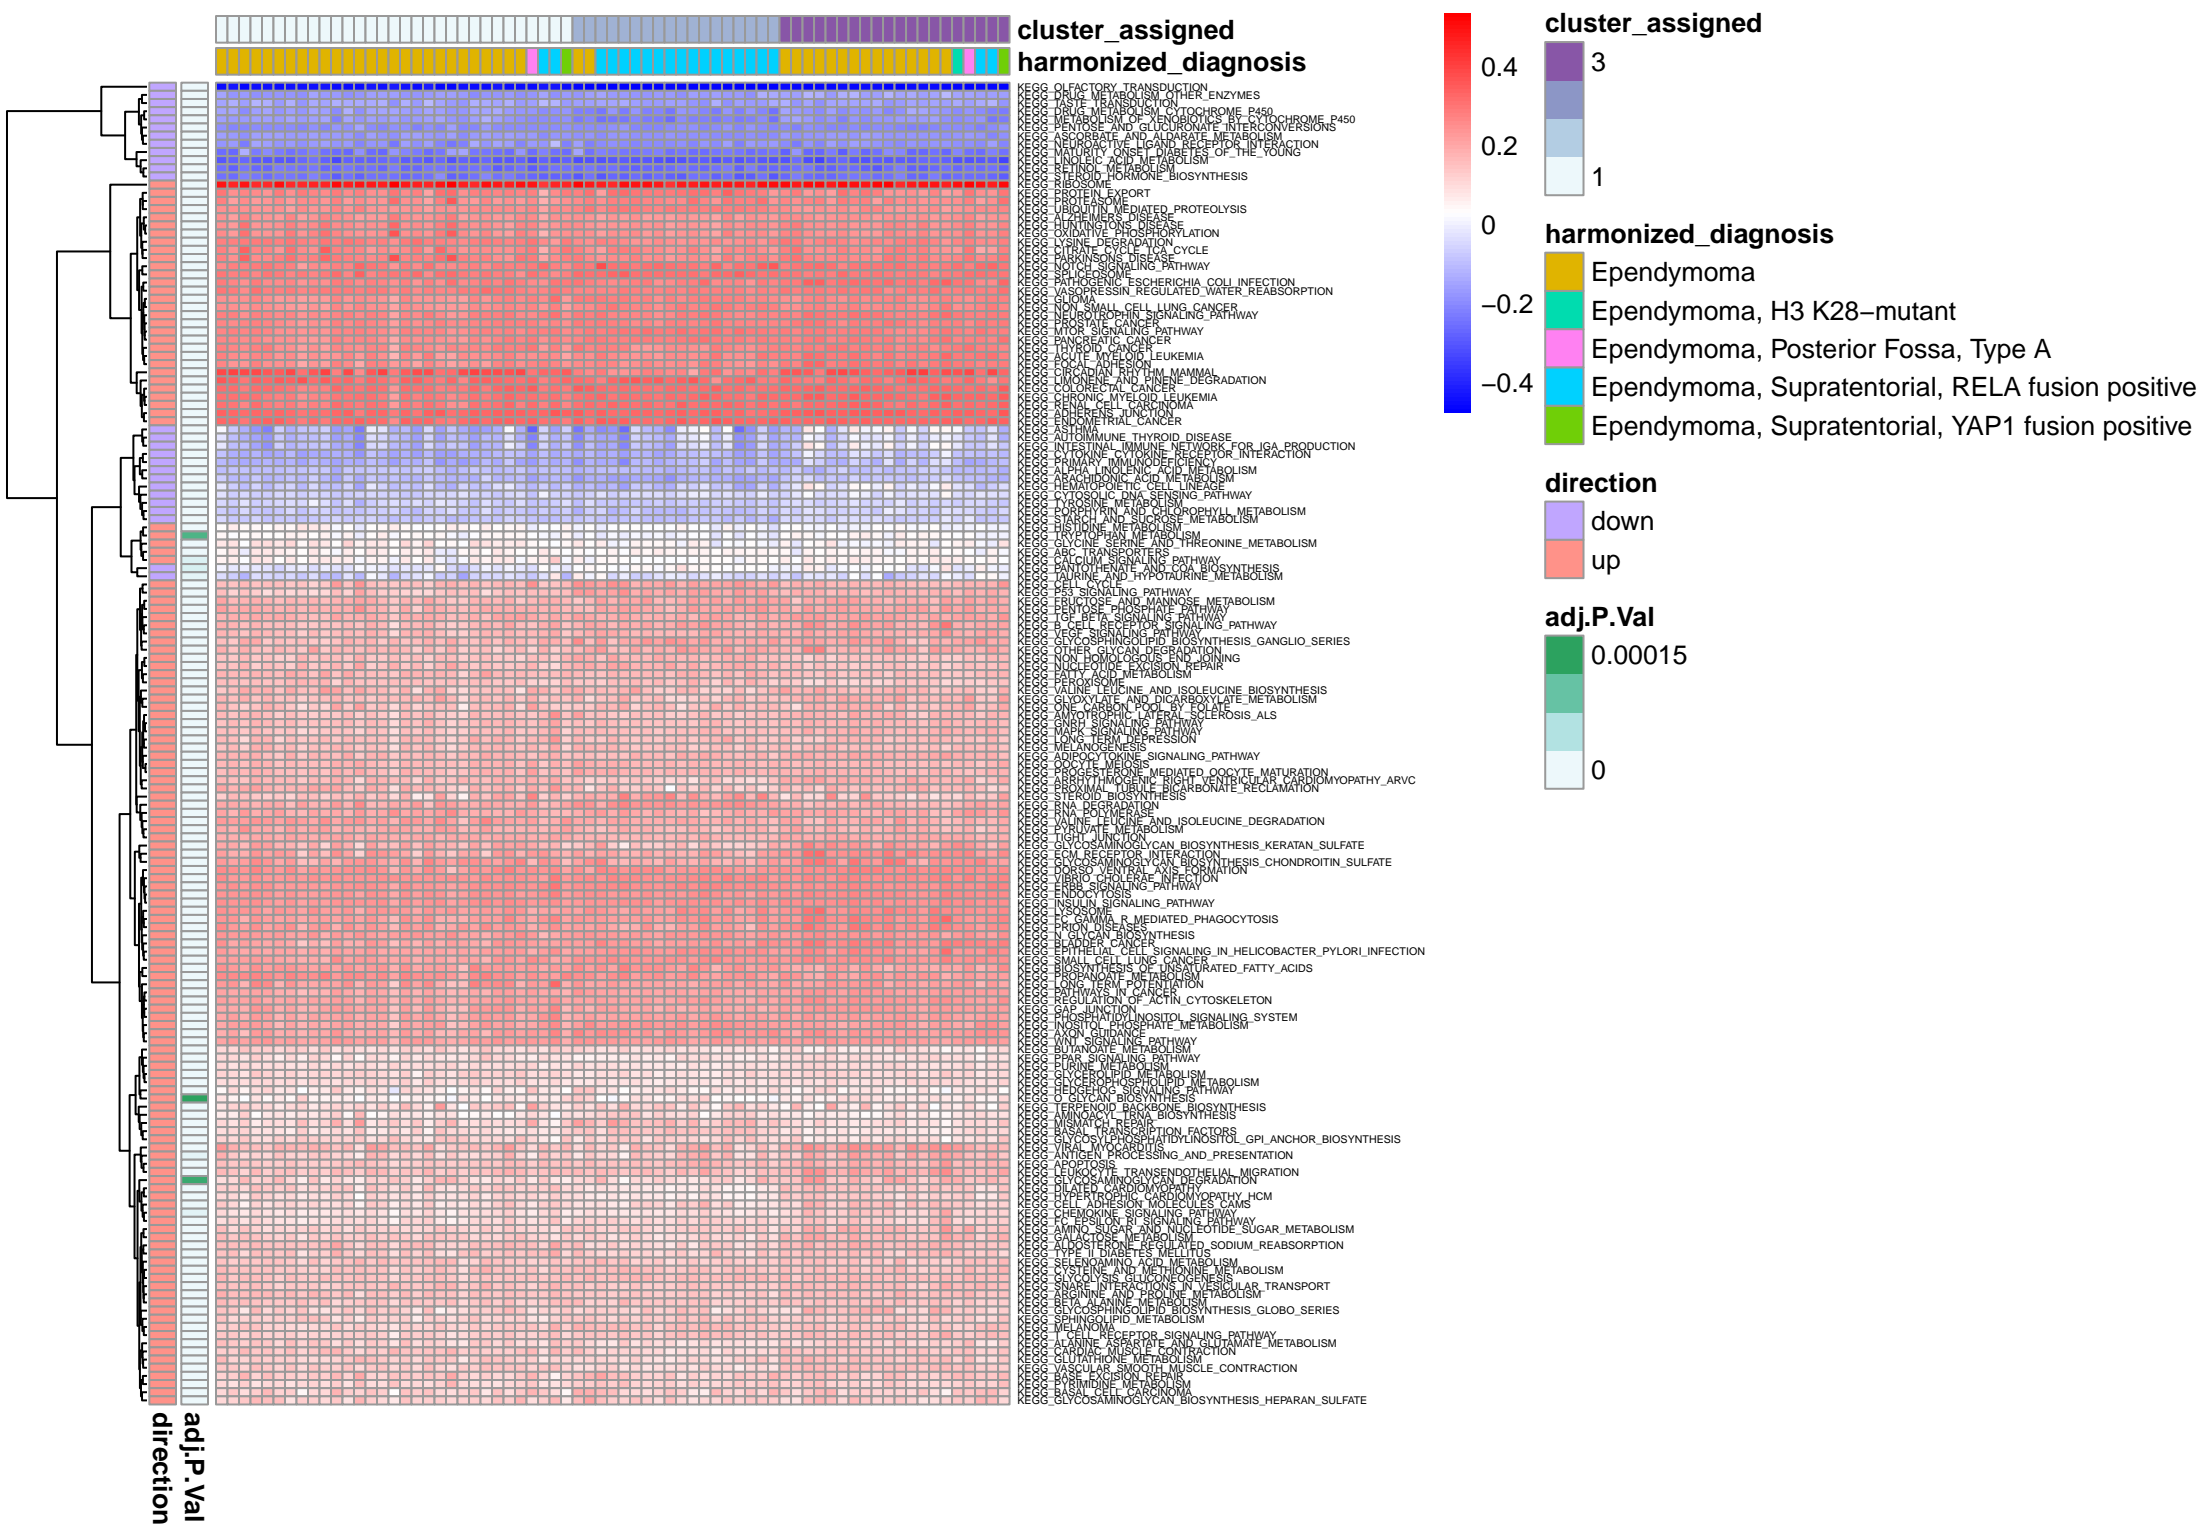 cluster_assigned
harmonized_diagnosis
KEGG_OLFACTORY_TRANSDUCTION
KEGG_DRUG_METABOLISM_OTHER_ENZYMES
KEGG_TASTE_TRANSDUCTION
KEGG_DRUG_METABOLISM_CYTOCHROME_P450
KEGG_METABOLISM_OF_XENOBIOTICS_BY_CYTOCHROME_P450
KEGG_PENTOSE_AND_GLUCURONATE_INTERCONVERSIONS
KEGG_ASCORBATE_AND_ALDARATE_METABOLISM
KEGG_NEUROACTIVE_LIGAND_RECEPTOR_INTERACTION
KEGG_MATURITY_ONSET_DIABETES_OF_THE_YOUNG
KEGG_LINOLEIC_ACID_METABOLISM
KEGG_RETINOL_METABOLISM
KEGG_STEROID_HORMONE_BIOSYNTHESIS
KEGG_RIBOSOME
KEGG_PROTEIN_EXPORT
KEGG_PROTEASOME
KEGG_UBIQUITIN_MEDIATED_PROTEOLYSIS
KEGG_ALZHEIMERS_DISEASE
KEGG_HUNTINGTONS_DISEASE
KEGG_OXIDATIVE_PHOSPHORYLATION
KEGG_LYSINE_DEGRADATION
KEGG_CITRATE_CYCLE_TCA_CYCLE
KEGG_PARKINSONS_DISEASE
KEGG_NOTCH_SIGNALING_PATHWAY
KEGG_SPLICEOSOME
KEGG_PATHOGENIC_ESCHERICHIA_COLI_INFECTION
KEGG_VASOPRESSIN_REGULATED_WATER_REABSORPTION
KEGG_GLIOMA
KEGG_NON_SMALL_CELL_LUNG_CANCER
KEGG_NEUROTROPHIN_SIGNALING_PATHWAY
KEGG_PROSTATE_CANCER
KEGG_MTOR_SIGNALING_PATHWAY
KEGG_PANCREATIC_CANCER
KEGG_THYROID_CANCER
KEGG_ACUTE_MYELOID_LEUKEMIA
KEGG_FOCAL_ADHESION
KEGG_CIRCADIAN_RHYTHM_MAMMAL
KEGG_LIMONENE_AND_PINENE_DEGRADATION
KEGG_COLORECTAL_CANCER
KEGG_CHRONIC_MYELOID_LEUKEMIA
KEGG_RENAL_CELL_CARCINOMA
KEGG_ADHERENS_JUNCTION
KEGG_ENDOMETRIAL_CANCER
KEGG_ASTHMA
KEGG_AUTOIMMUNE_THYROID_DISEASE
KEGG_INTESTINAL_IMMUNE_NETWORK_FOR_IGA_PRODUCTION
KEGG_CYTOKINE_CYTOKINE_RECEPTOR_INTERACTION
KEGG_PRIMARY_IMMUNODEFICIENCY
KEGG_ALPHA_LINOLENIC_ACID_METABOLISM
KEGG_ARACHIDONIC_ACID_METABOLISM
KEGG_HEMATOPOIETIC_CELL_LINEAGE
KEGG_CYTOSOLIC_DNA_SENSING_PATHWAY
KEGG_TYROSINE_METABOLISM
KEGG_PORPHYRIN_AND_CHLOROPHYLL_METABOLISM
KEGG_STARCH_AND_SUCROSE_METABOLISM
KEGG_HISTIDINE_METABOLISM
KEGG_TRYPTOPHAN_METABOLISM
KEGG_GLYCINE_SERINE_AND_THREONINE_METABOLISM
KEGG_ABC_TRANSPORTERS
KEGG_CALCIUM_SIGNALING_PATHWAY
KEGG_PANTOTHENATE_AND_COA_BIOSYNTHESIS
KEGG_TAURINE_AND_HYPOTAURINE_METABOLISM
KEGG_CELL_CYCLE
KEGG_P53_SIGNALING_PATHWAY
KEGG_FRUCTOSE_AND_MANNOSE_METABOLISM
KEGG_PENTOSE_PHOSPHATE_PATHWAY
KEGG_TGF_BETA_SIGNALING_PATHWAY
KEGG_B_CELL_RECEPTOR_SIGNALING_PATHWAY
KEGG_VEGF_SIGNALING_PATHWAY
KEGG_GLYCOSPHINGOLIPID_BIOSYNTHESIS_GANGLIO_SERIES
KEGG_OTHER_GLYCAN_DEGRADATION
KEGG_NON_HOMOLOGOUS_END_JOINING
KEGG_NUCLEOTIDE_EXCISION_REPAIR
KEGG_FATTY_ACID_METABOLISM
KEGG_PEROXISOME
KEGG_VALINE_LEUCINE_AND_ISOLEUCINE_BIOSYNTHESIS
KEGG_GLYOXYLATE_AND_DICARBOXYLATE_METABOLISM
KEGG_ONE_CARBON_POOL_BY_FOLATE
KEGG_AMYOTROPHIC_LATERAL_SCLEROSIS_ALS
KEGG_GNRH_SIGNALING_PATHWAY
KEGG_MAPK_SIGNALING_PATHWAY
KEGG_LONG_TERM_DEPRESSION
KEGG_MELANOGENESIS
KEGG_ADIPOCYTOKINE_SIGNALING_PATHWAY
KEGG_OOCYTE_MEIOSIS
KEGG_PROGESTERONE_MEDIATED_OOCYTE_MATURATION
KEGG_ARRHYTHMOGENIC_RIGHT_VENTRICULAR_CARDIOMYOPATHY_ARVC
KEGG_PROXIMAL_TUBULE_BICARBONATE_RECLAMATION
KEGG_STEROID_BIOSYNTHESIS
KEGG_RNA_DEGRADATION
KEGG_RNA_POLYMERASE
KEGG_VALINE_LEUCINE_AND_ISOLEUCINE_DEGRADATION
KEGG_PYRUVATE_METABOLISM
KEGG_TIGHT_JUNCTION
KEGG_GLYCOSAMINOGLYCAN_BIOSYNTHESIS_KERATAN_SULFATE
KEGG_ECM_RECEPTOR_INTERACTION
KEGG_GLYCOSAMINOGLYCAN_BIOSYNTHESIS_CHONDROITIN_SULFATE
KEGG_DORSO_VENTRAL_AXIS_FORMATION
KEGG_VIBRIO_CHOLERAE_INFECTION
KEGG_ERBB_SIGNALING_PATHWAY
KEGG_ENDOCYTOSIS
KEGG_INSULIN_SIGNALING_PATHWAY
KEGG_LYSOSOME
KEGG_FC_GAMMA_R_MEDIATED_PHAGOCYTOSIS
KEGG_PRION_DISEASES
KEGG_N_GLYCAN_BIOSYNTHESIS
KEGG_BLADDER_CANCER
KEGG_EPITHELIAL_CELL_SIGNALING_IN_HELICOBACTER_PYLORI_INFECTION
KEGG_SMALL_CELL_LUNG_CANCER
KEGG_BIOSYNTHESIS_OF_UNSATURATED_FATTY_ACIDS
KEGG_PROPANOATE_METABOLISM
KEGG_LONG_TERM_POTENTIATION
KEGG_PATHWAYS_IN_CANCER
KEGG_REGULATION_OF_ACTIN_CYTOSKELETON
KEGG_GAP_JUNCTION
KEGG_PHOSPHATIDYLINOSITOL_SIGNALING_SYSTEM
KEGG_INOSITOL_PHOSPHATE_METABOLISM
KEGG_AXON_GUIDANCE
KEGG_WNT_SIGNALING_PATHWAY
KEGG_BUTANOATE_METABOLISM
KEGG_PPAR_SIGNALING_PATHWAY
KEGG_PURINE_METABOLISM
KEGG_GLYCEROLIPID_METABOLISM
KEGG_GLYCEROPHOSPHOLIPID_METABOLISM
KEGG_HEDGEHOG_SIGNALING_PATHWAY
KEGG_O_GLYCAN_BIOSYNTHESIS
KEGG_TERPENOID_BACKBONE_BIOSYNTHESIS
KEGG_AMINOACYL_TRNA_BIOSYNTHESIS
KEGG_MISMATCH_REPAIR
KEGG_BASAL_TRANSCRIPTION_FACTORS
KEGG_GLYCOSYLPHOSPHATIDYLINOSITOL_GPI_ANCHOR_BIOSYNTHESIS
KEGG_VIRAL_MYOCARDITIS
KEGG_ANTIGEN_PROCESSING_AND_PRESENTATION
KEGG_APOPTOSIS
KEGG_LEUKOCYTE_TRANSENDOTHELIAL_MIGRATION
KEGG_GLYCOSAMINOGLYCAN_DEGRADATION
KEGG_DILATED_CARDIOMYOPATHY
KEGG_HYPERTROPHIC_CARDIOMYOPATHY_HCM
KEGG_CELL_ADHESION_MOLECULES_CAMS
KEGG_CHEMOKINE_SIGNALING_PATHWAY
KEGG_FC_EPSILON_RI_SIGNALING_PATHWAY
KEGG_AMINO_SUGAR_AND_NUCLEOTIDE_SUGAR_METABOLISM
KEGG_GALACTOSE_METABOLISM
KEGG_ALDOSTERONE_REGULATED_SODIUM_REABSORPTION
KEGG_TYPE_II_DIABETES_MELLITUS
KEGG_SELENOAMINO_ACID_METABOLISM
KEGG_CYSTEINE_AND_METHIONINE_METABOLISM
KEGG_GLYCOLYSIS_GLUCONEOGENESIS
KEGG_SNARE_INTERACTIONS_IN_VESICULAR_TRANSPORT
KEGG_ARGININE_AND_PROLINE_METABOLISM
KEGG_BETA_ALANINE_METABOLISM
KEGG_GLYCOSPHINGOLIPID_BIOSYNTHESIS_GLOBO_SERIES
KEGG_SPHINGOLIPID_METABOLISM
KEGG_MELANOMA
KEGG_T_CELL_RECEPTOR_SIGNALING_PATHWAY
KEGG_ALANINE_ASPARTATE_AND_GLUTAMATE_METABOLISM
KEGG_CARDIAC_MUSCLE_CONTRACTION
KEGG_GLUTATHIONE_METABOLISM
KEGG_VASCULAR_SMOOTH_MUSCLE_CONTRACTION
KEGG_BASE_EXCISION_REPAIR
KEGG_PYRIMIDINE_METABOLISM
KEGG_BASAL_CELL_CARCINOMA
KEGG_GLYCOSAMINOGLYCAN_BIOSYNTHESIS_HEPARAN_SULFATE
direction
adj.P.Val
0.4
0.2
0
−0.2
−0.4
cluster_assigned
3
1
harmonized_diagnosis
Ependymoma
Ependymoma, H3 K28−mutant
Ependymoma, Posterior Fossa, Type A
Ependymoma, Supratentorial, RELA fusion positive
Ependymoma, Supratentorial, YAP1 fusion positive
direction
down
up
adj.P.Val
0.00015
0